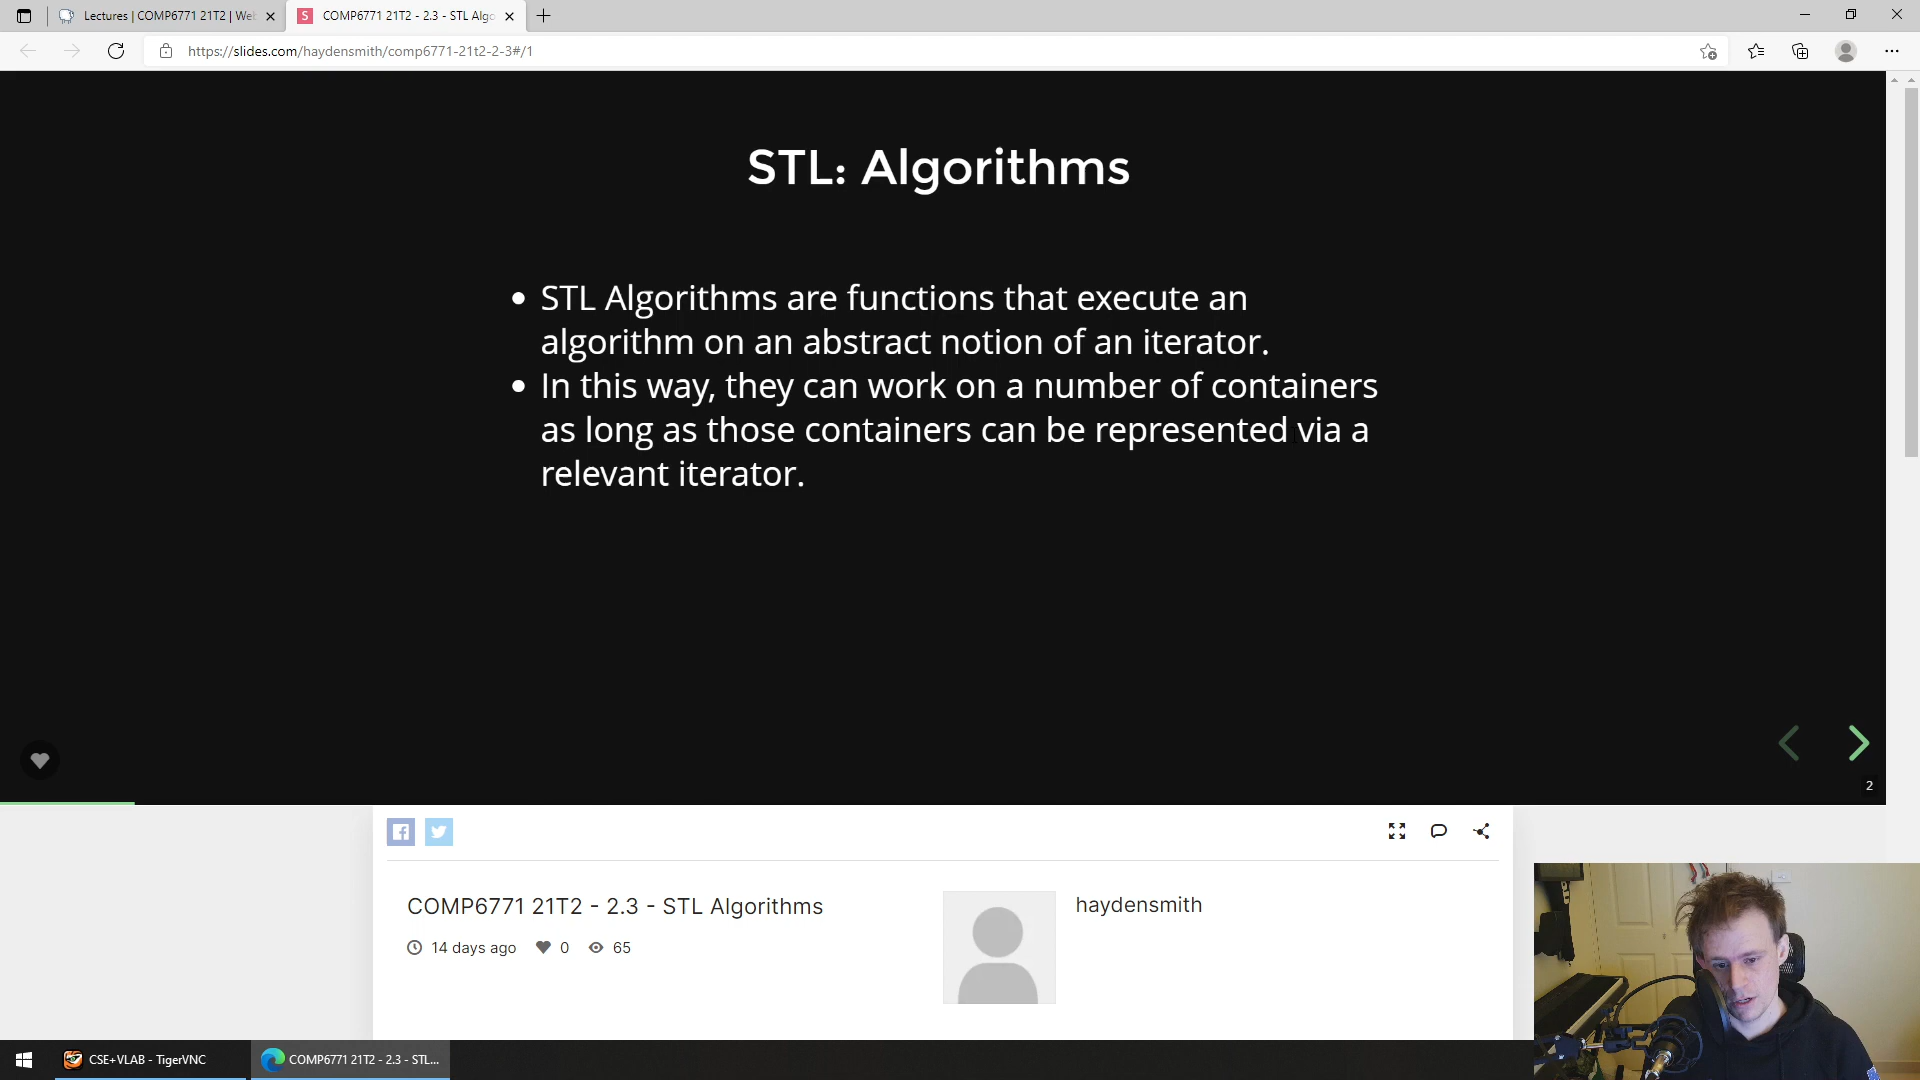 Lectures | COMP6771 21T2 | Web
S
COMP6771 21T2 - 2.3 - STL Algo
https://slides.com/haydensmith/comp6771-21t2-2-3#/1
STL: Algorithms
• STL Algorithms are functions that execute an
algorithm on an abstract notion of an iterator.
• In this way, they can work on a number of containers
as long as those containers can be represented via a
relevant iterator.
2
COMP6771 21T2 - 2.3 - STL Algorithms
haydensmith
14 days ago 0 65
CSE+VLAB - TigerVNC
COMP6771 21T2 - 2.3 - STL...